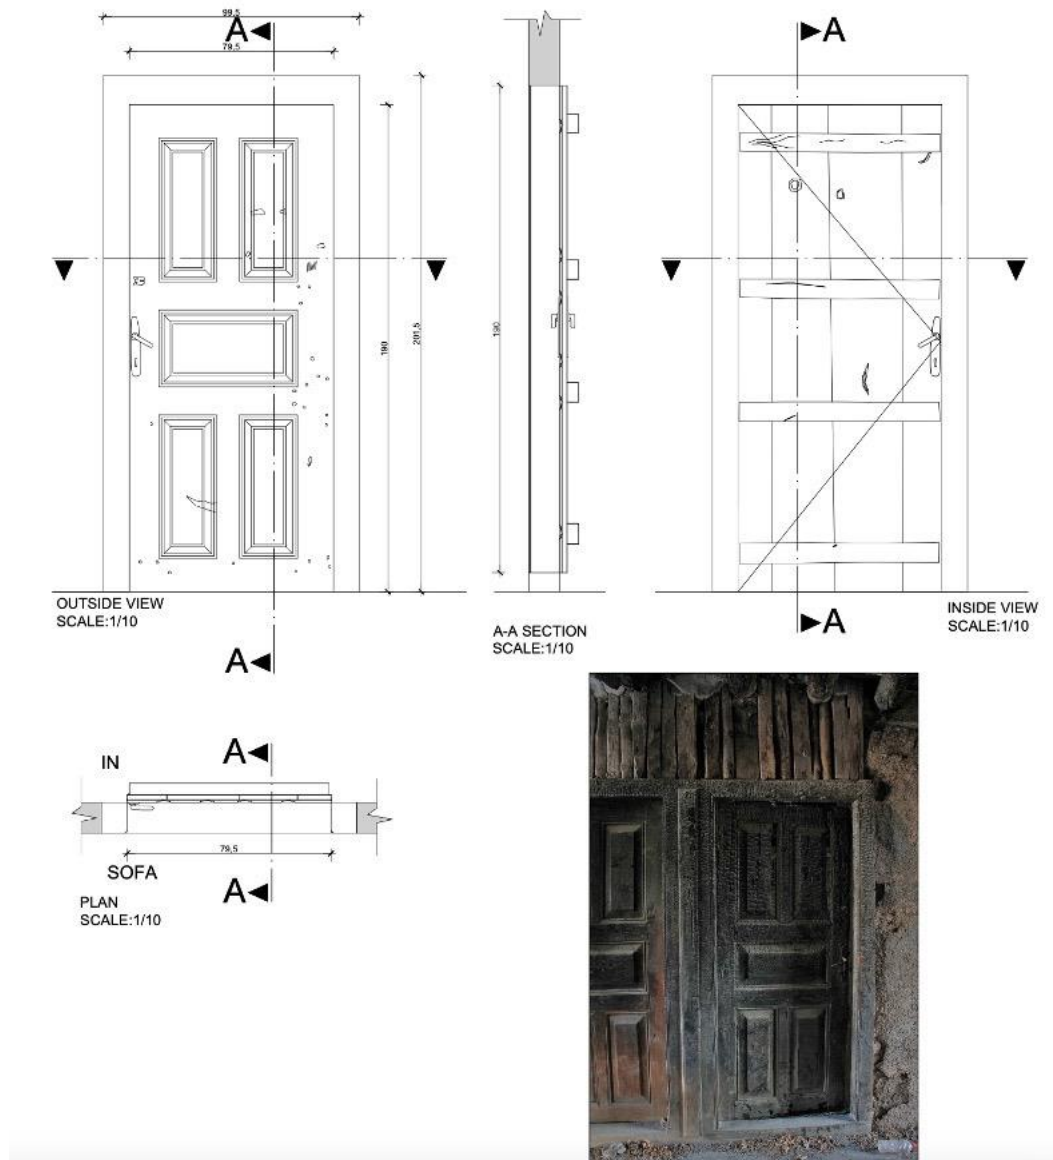 99,5
A
A
79,5
190
201,5
190
OUTSIDE VIEW
SCALE:1/10
A-A SECTION
SCALE:1/10
INSIDE VIEW
SCALE:1/10
A
A
A
IN
79,5
SOFA
A
PLAN
SCALE:1/10